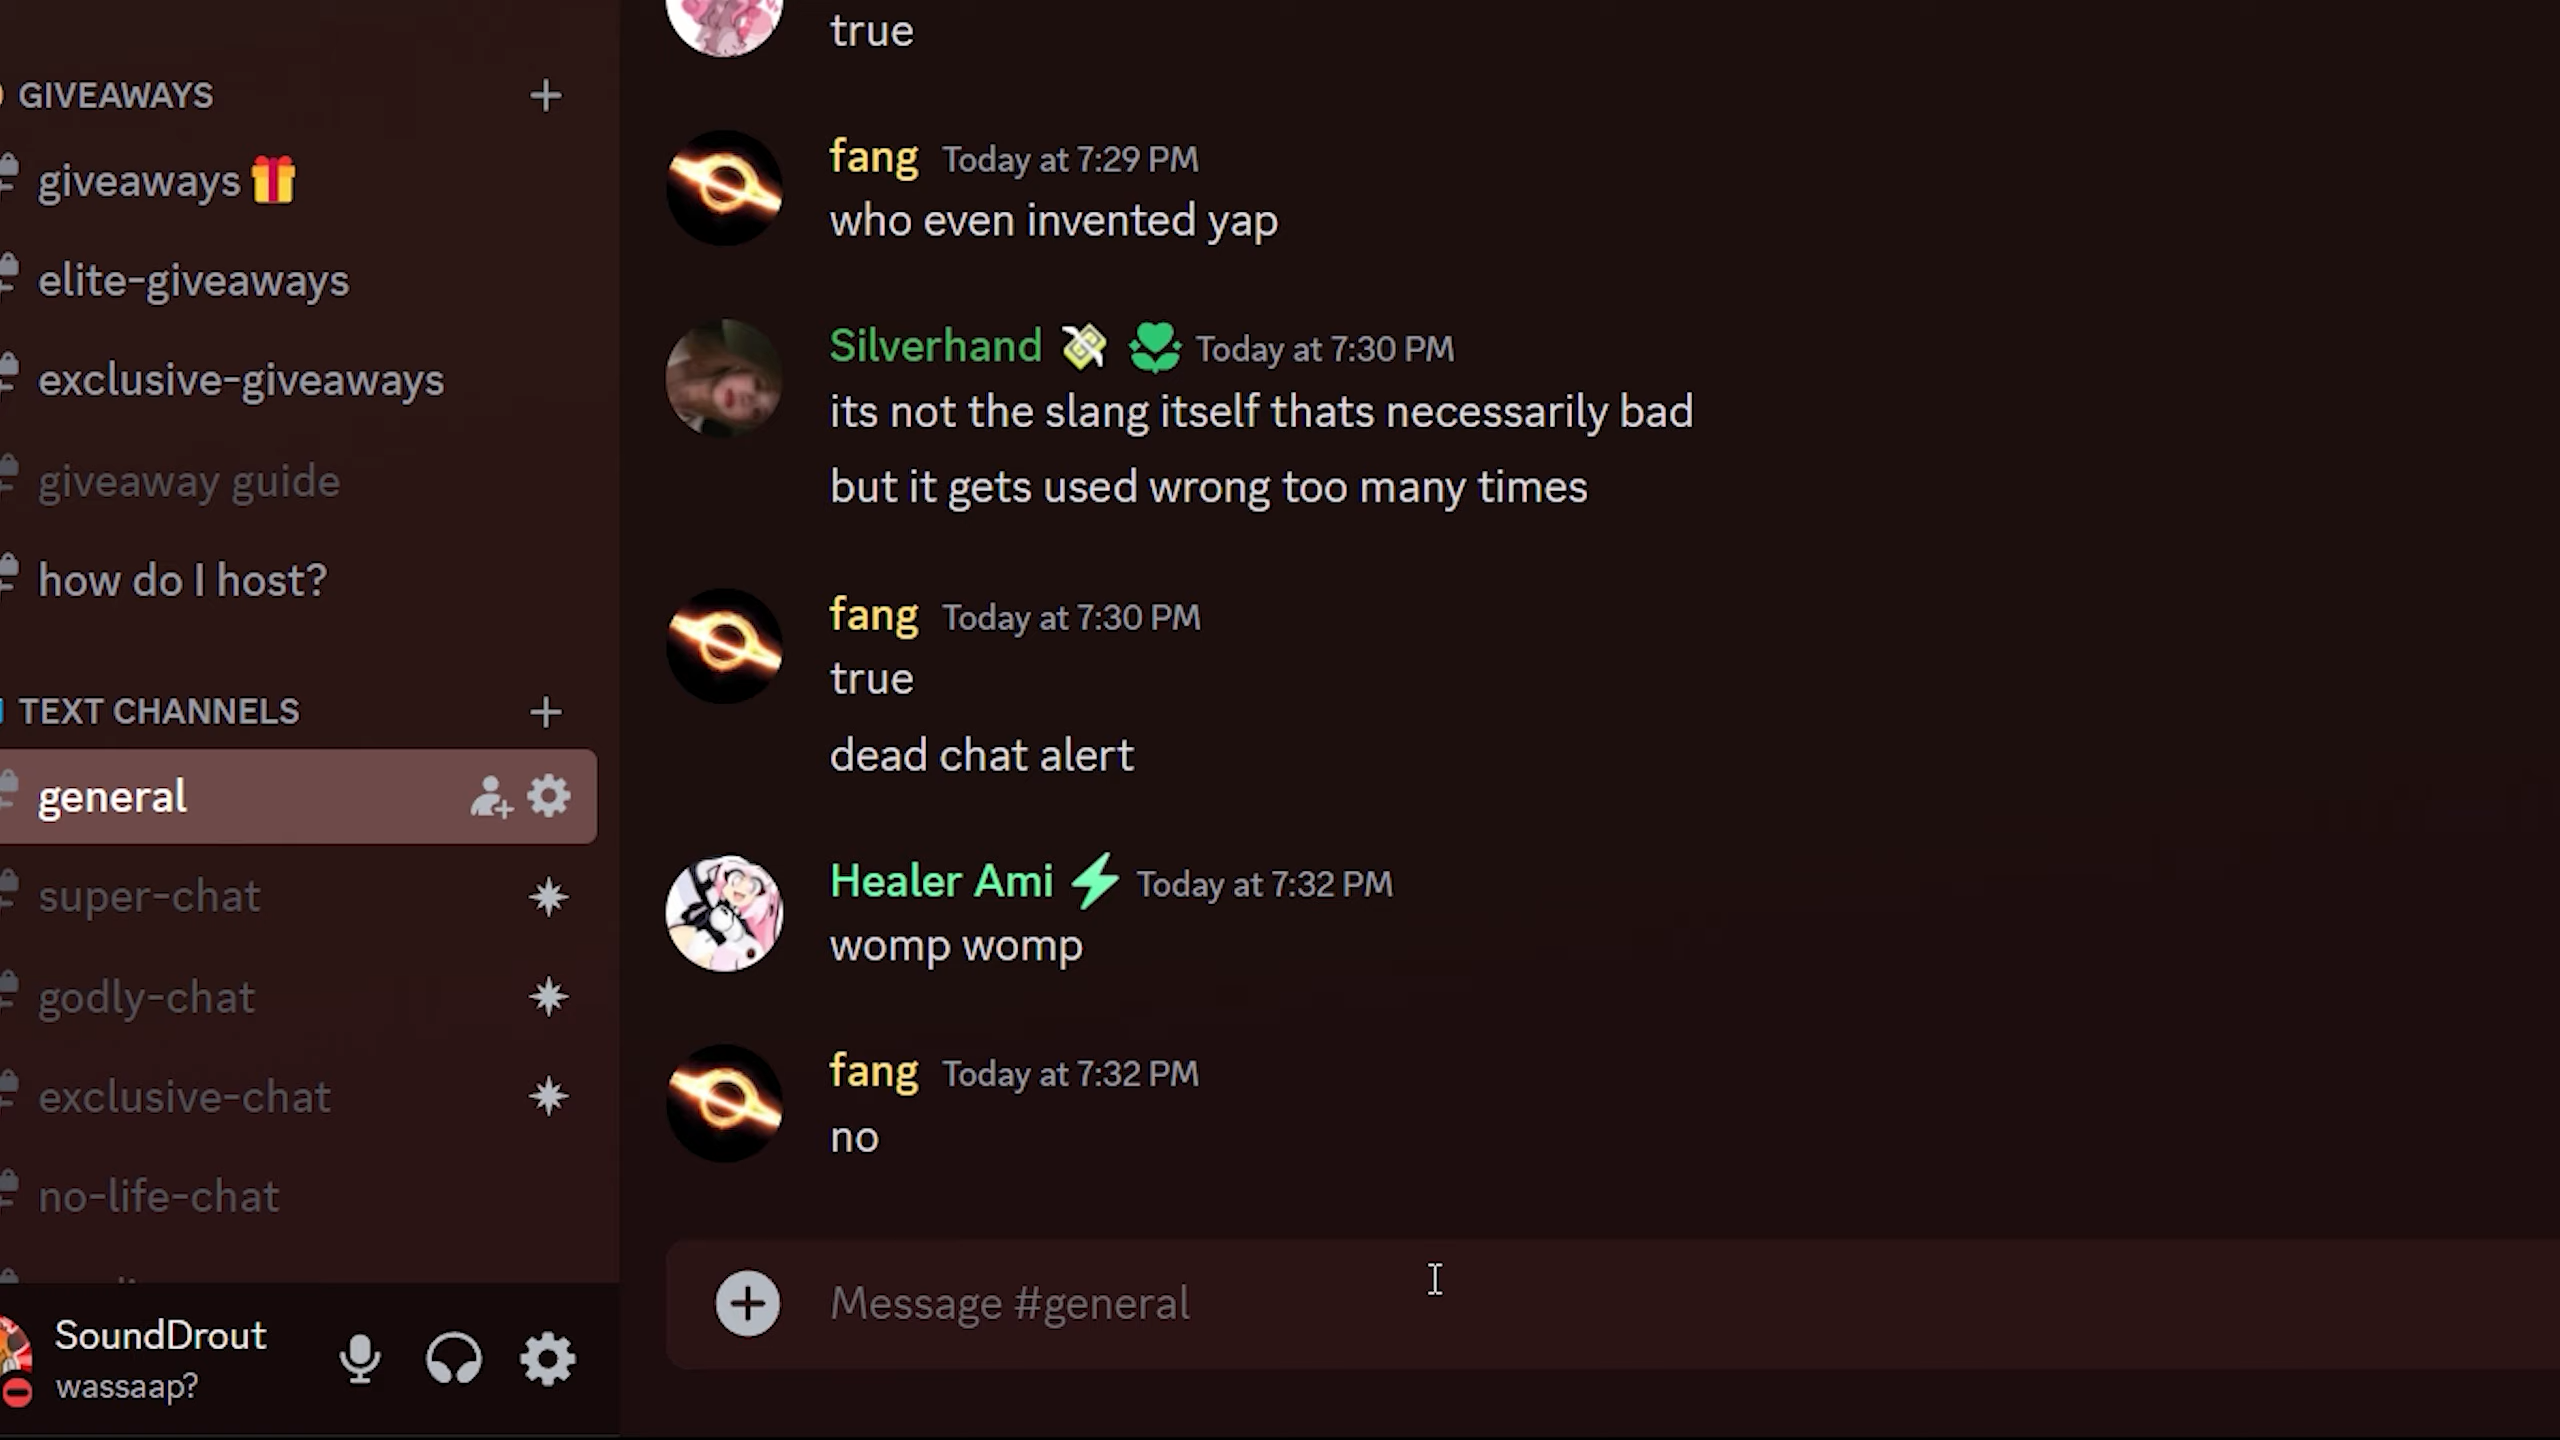 GIVEAWAYS
giveaways
elite-giveaways
exclusive-giveaways
giveaway guide
how do I host?
TEXT CHANNELS
general
super-chat
godly-chat
exclusive-chat
no-life-chat
SoundDrout
wassaap?
true
fang Today at 7:29 PM
who even invented yap
Silverhand Today at 7:30 PM
its not the slang itself thats necessarily bad
but it gets used wrong too many times
fang Today at 7:30 PM
true
dead chat alert
Healer Ami Today at 7:32 PM
womp womp
fang Today at 7:32 PM
no
Message #general